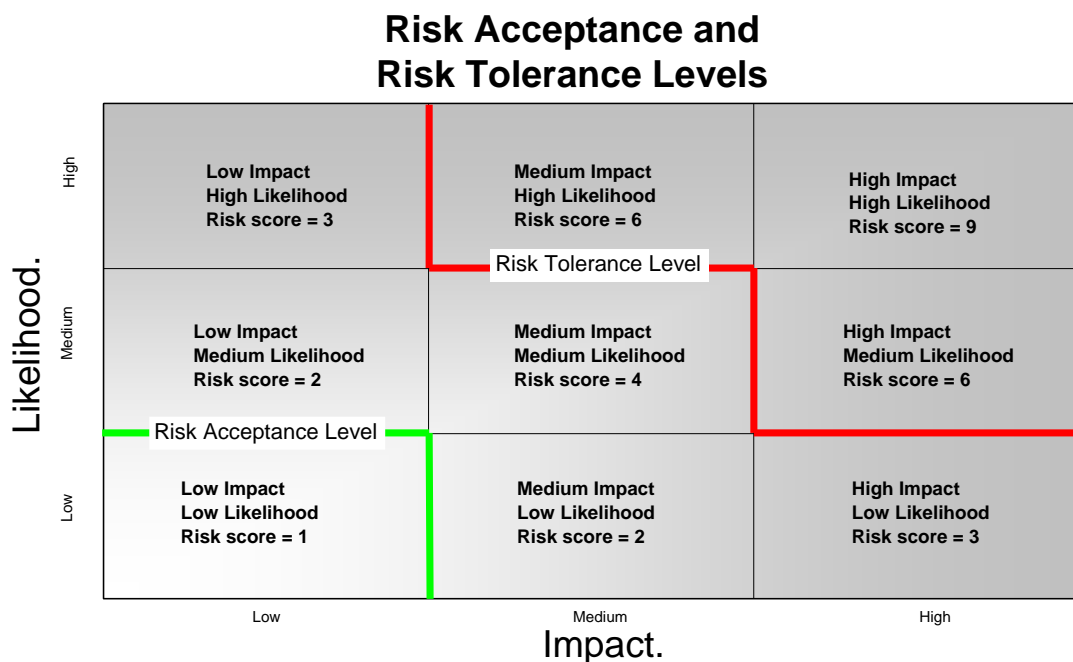 Risk Acceptance and
Risk Tolerance Levels
High
Low Impact
High Likelihood
Risk score = 3
Medium Impact
High Likelihood
Risk score = 6
High Impact
High Likelihood
Risk score = 9
Risk Tolerance Level
Likelihood.
Medium
Low Impact
Medium Likelihood
Risk score = 2
Medium Impact
Medium Likelihood
Risk score = 4
High Impact
Medium Likelihood
Risk score = 6
Risk Acceptance Level
Low
Low Impact
Low Likelihood
Risk score = 1
Medium Impact
Low Likelihood
Risk score = 2
High Impact
Low Likelihood
Risk score = 3
Low
Medium
High
Impact.